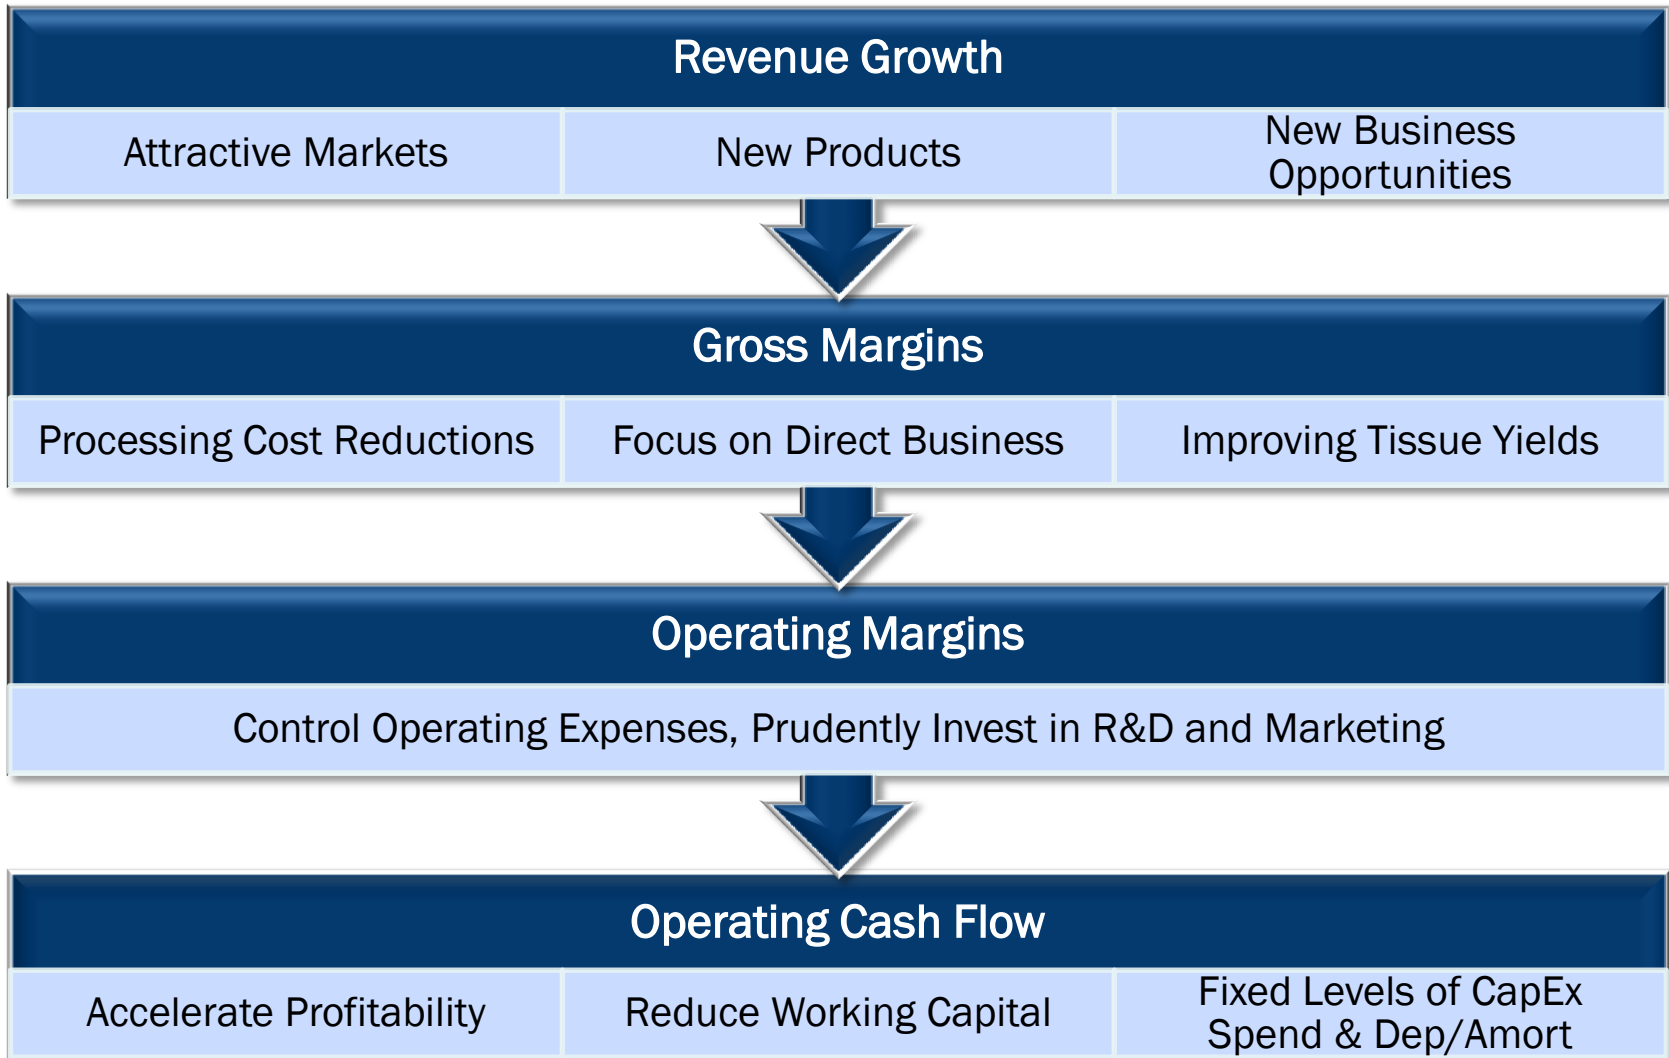 Revenue Growth
Attractive Markets
New Products
New Business
Opportunities
Gross Margins
Processing Cost Reductions
Focus on Direct Business
Improving Tissue Yields
Operating Margins
Control Operating Expenses, Prudently Invest in R&D and Marketing
Operating Cash Flow
Accelerate Profitability
Reduce Working Capital
Fixed Levels of CapEx
Spend & Dep/Amort